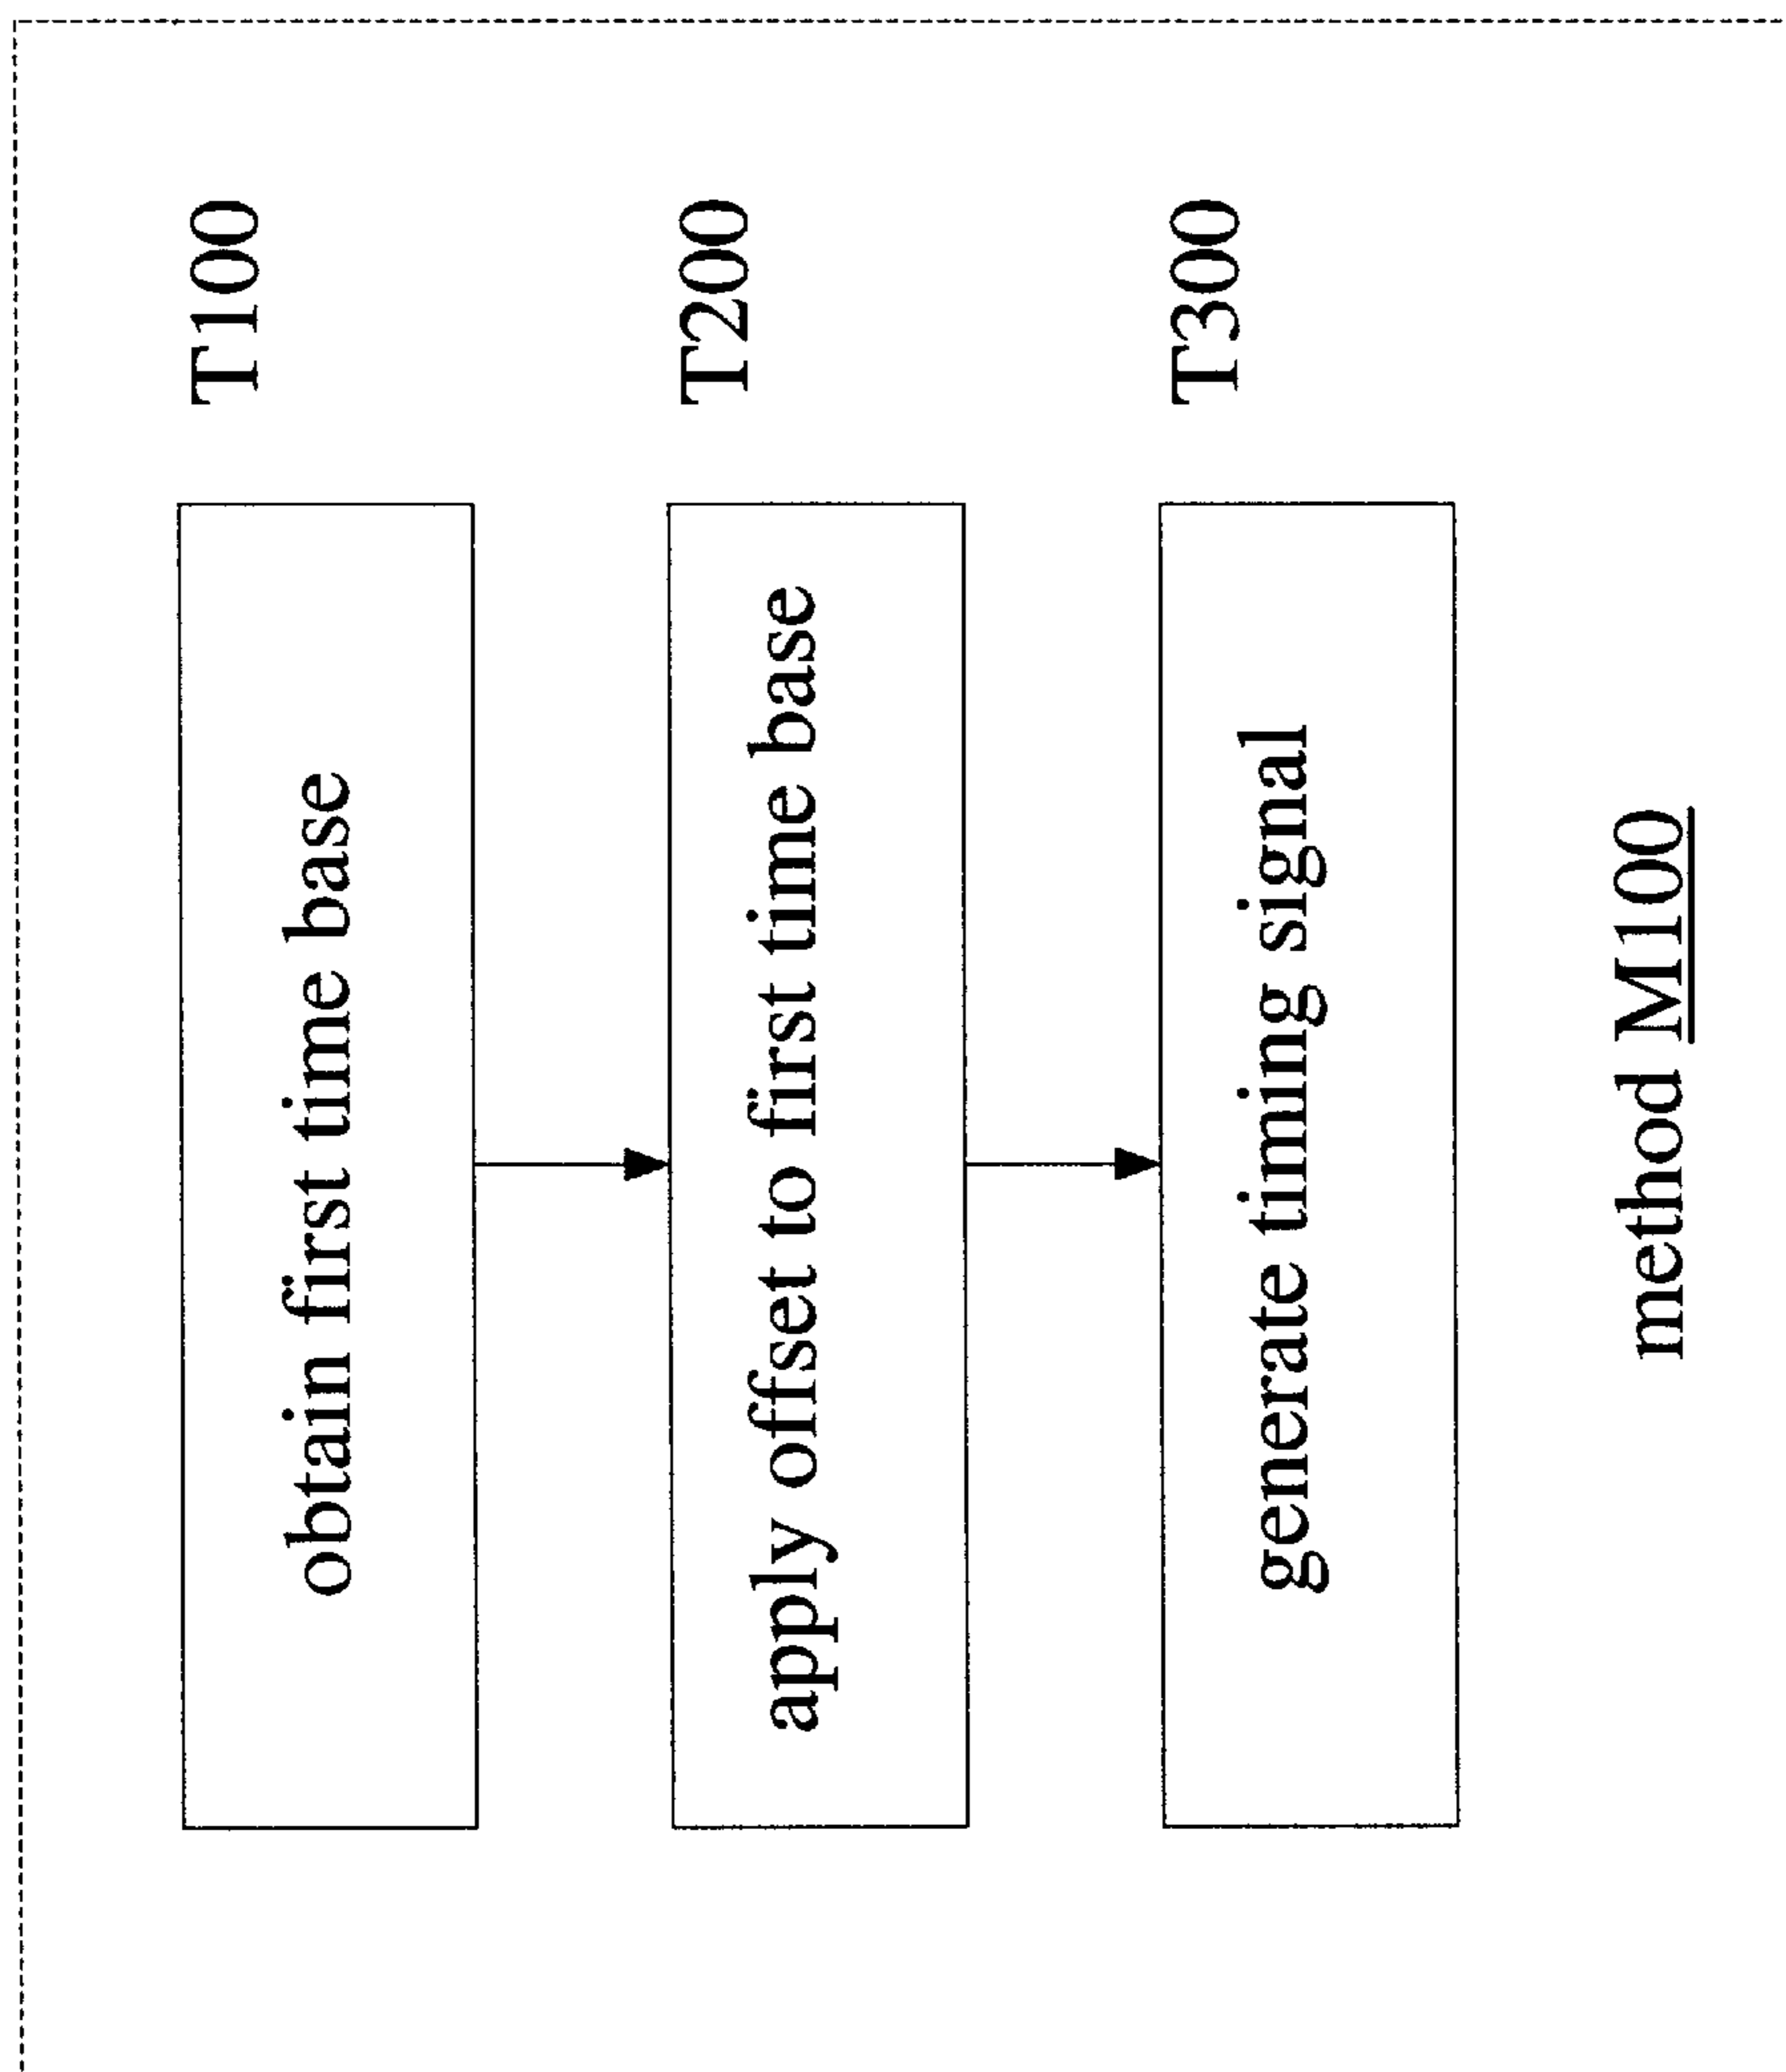 obtain first time base
T100
apply offset to first time base
T200
generate timing signal
T300
method M100